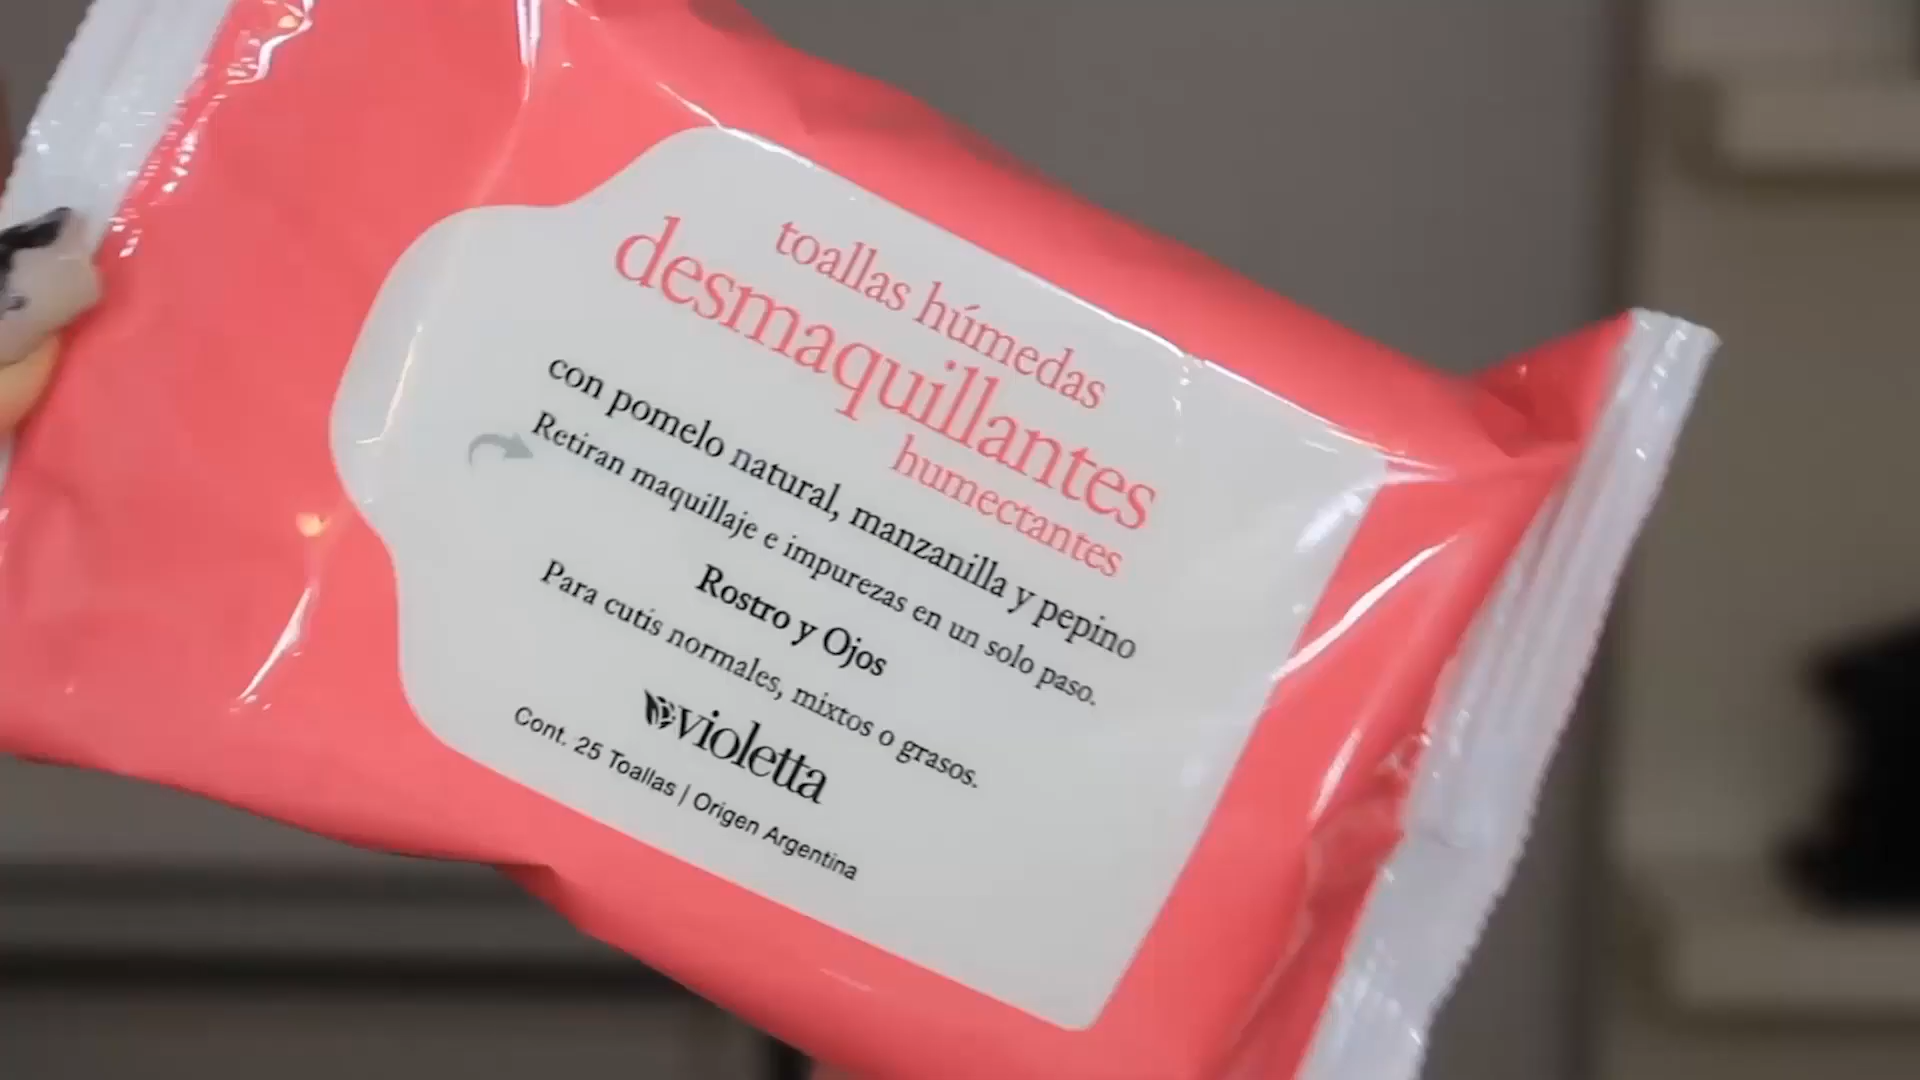 toallas húmedas
desmaquillantes
humectantes
con pomelo natural, manzanilla y pepino
Retiran maquillaje e impurezas en un solo paso.
Rostro y Ojos
Para cutis normales, mixtos o grasos.
violetta
Cont. 25 Toallas | Origen Argentina